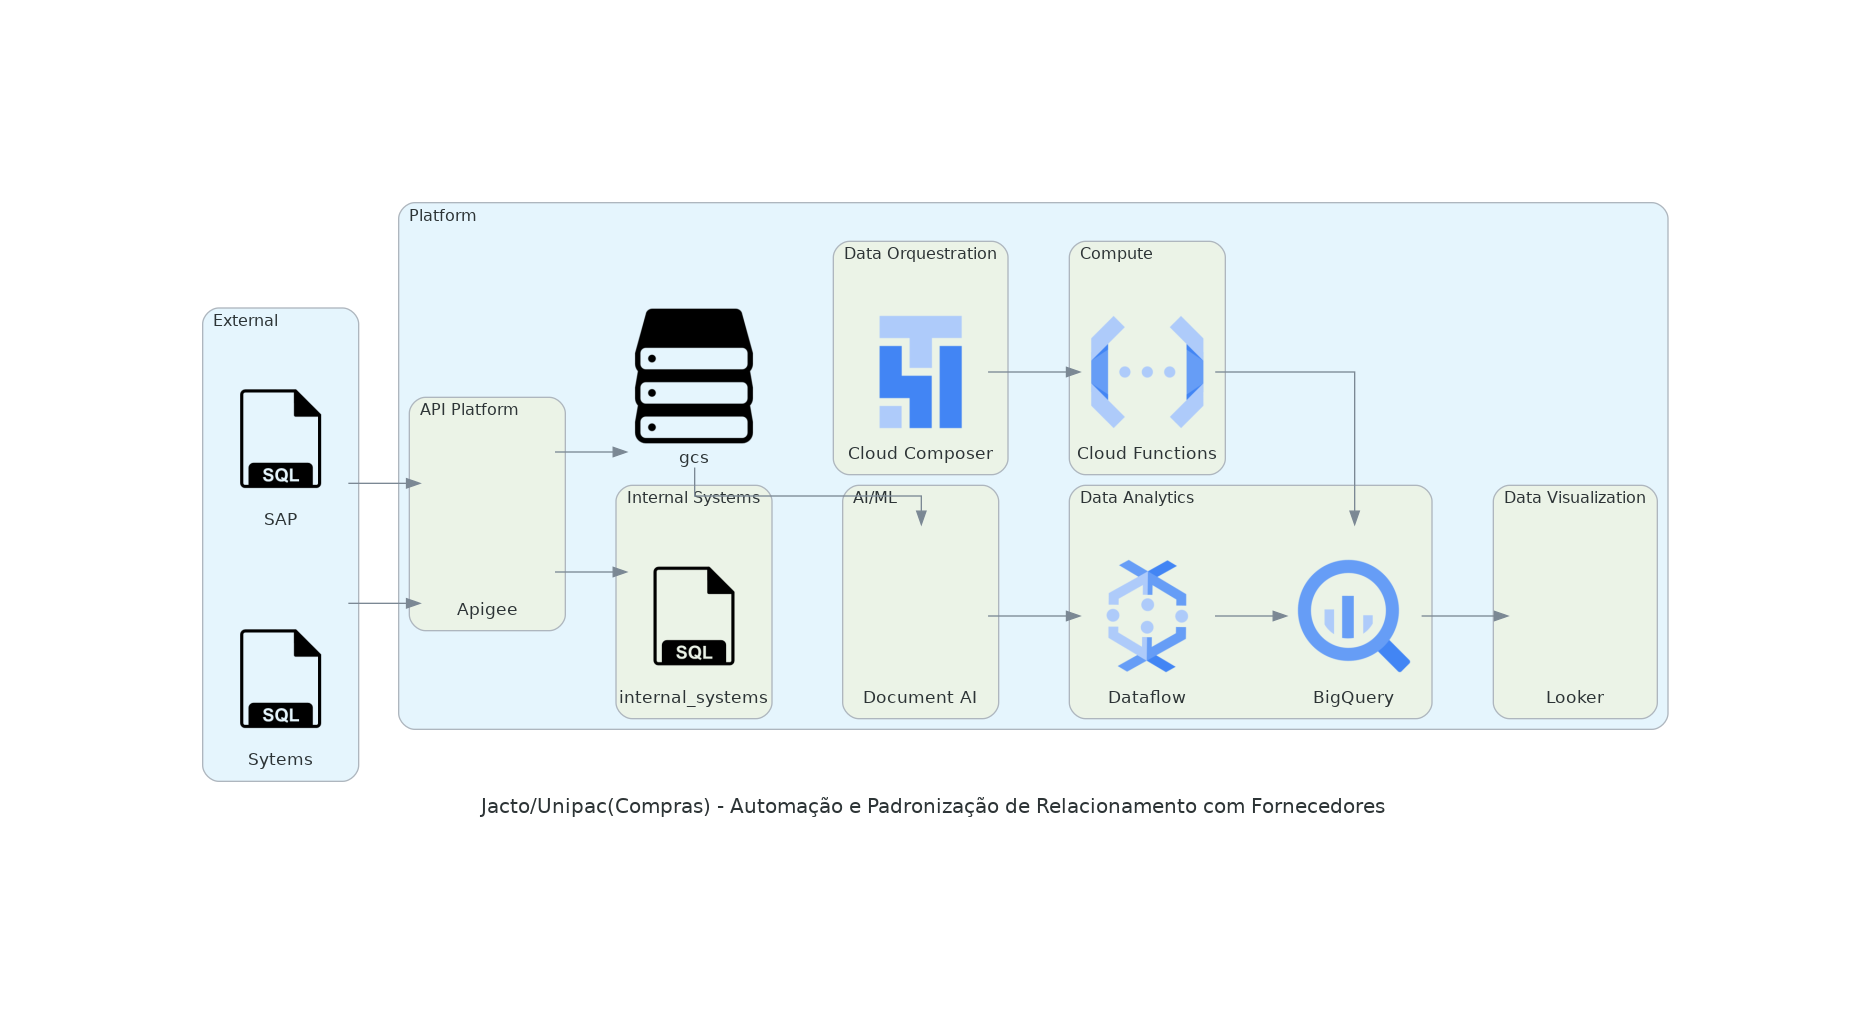 Platform
External
SQL
SAP
SQL
Sytems
API Platform
Apigee
gcs
Internal Systems
SQL
internal_systems
Data Orquestration
Cloud Composer
Compute
Cloud Functions
AI/ML
Document AI
Data Analytics
Dataflow
BigQuery
Data Visualization
Looker
Jacto/Unipac(Compras) - Automação e Padronização de Relacionamento com Fornecedores